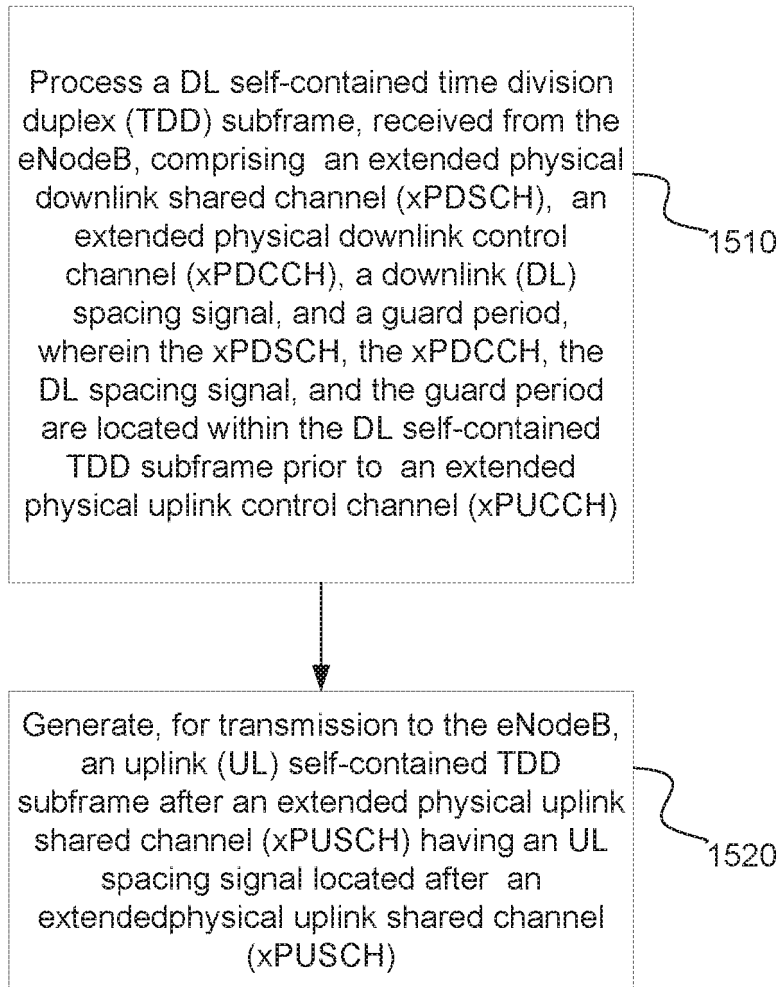 Process a DL self-contained time division
duplex (TDD) subframe, received from the
eNodeB, comprising an extended physical
downlink shared channel (xPDSCH), an
extended physical downlink control
channel (xPDCCH), a downlink (DL)
spacing signal, and a guard period,
wherein the xPDSCH, the xPDCCH, the
DL spacing signal, and the guard period
are located within the DL self-contained
TDD subframe prior to an extended
physical uplink control channel (xPUCCH)
1510
Generate, for transmission to the eNodeB,
an uplink (UL) self-contained TDD
subframe after an extended physical uplink
shared channel (xPUSCH) having an UL
spacing signal located after an
extendedphysical uplink shared channel
(xPUSCH)
1520